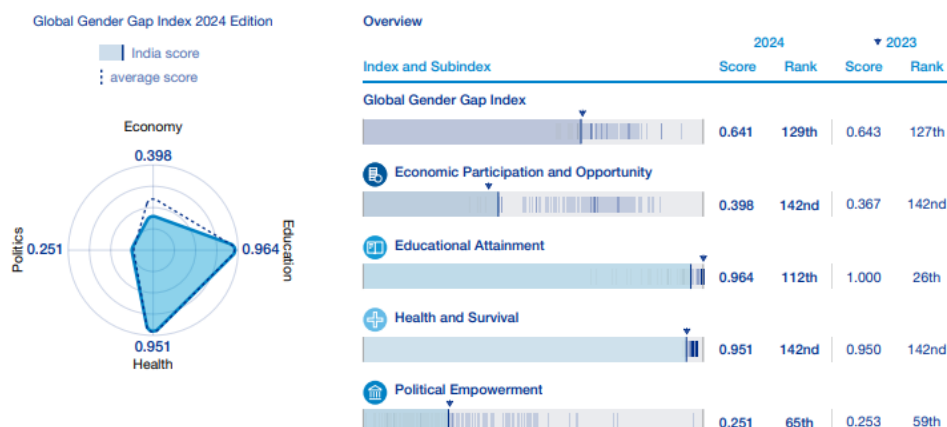 Global Gender Gap Index 2024 Edition
India score
average score
Economy
0.398
Politics
0.251
0.964
Education
0.951
Health
Overview
2024
2023
Index and Subindex
Score Rank Score Rank
Global Gender Gap Index
0.641 129th 0.643 127th
Economic Participation and Opportunity
0.398 142nd 0.367 142nd
Educational Attainment
0.964 112th 1.000 26th
Health and Survival
0.951 142nd 0.950 142nd
Political Empowerment
0.251 65th 0.253 59th